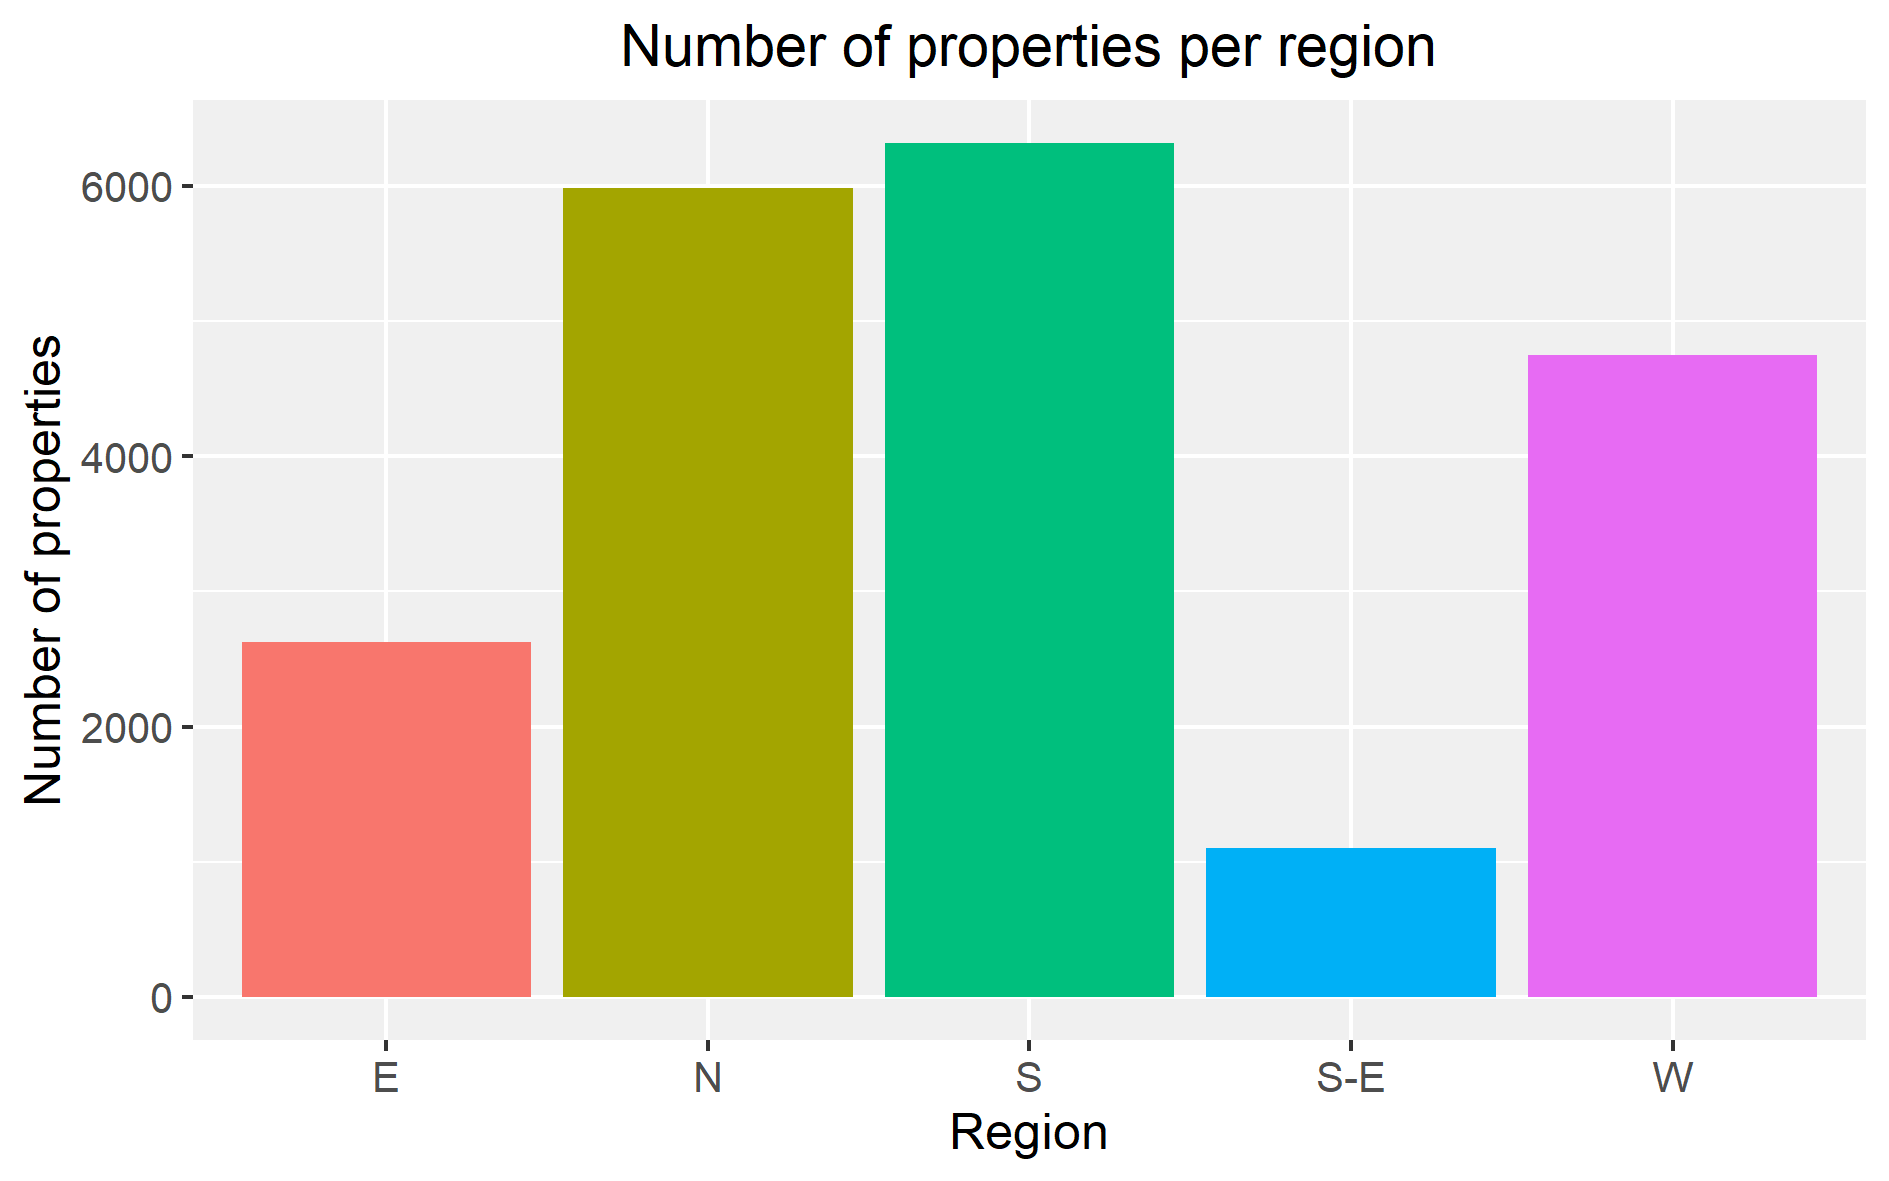 Number of properties per region
Number of properties
6000
4000
2000
0
E N S S-E W
Region